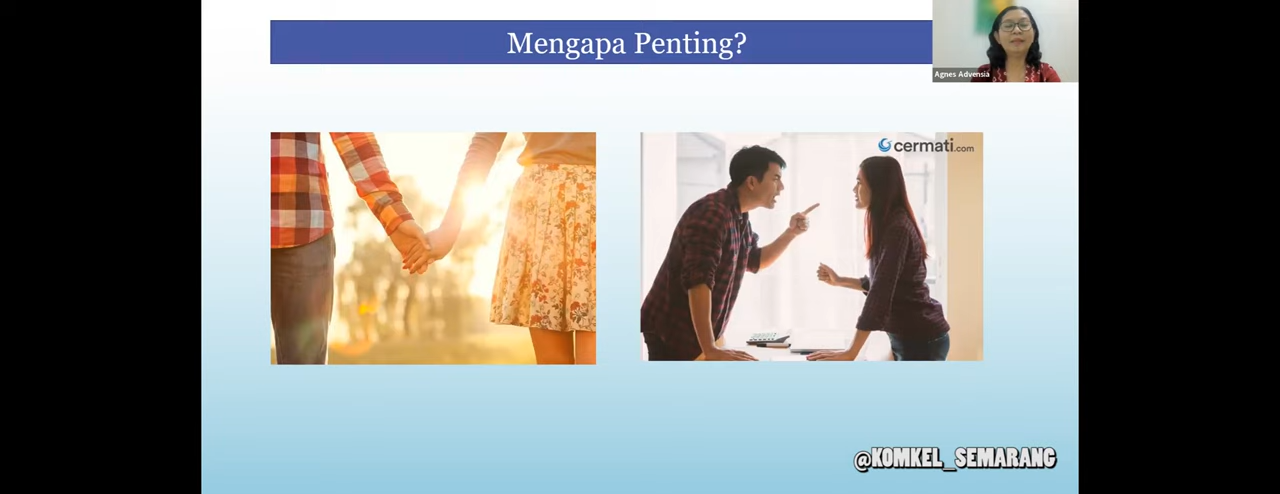 Mengapa Penting?
Agnes Advensia
cermati.com
@KOMKEL_SEMARANG